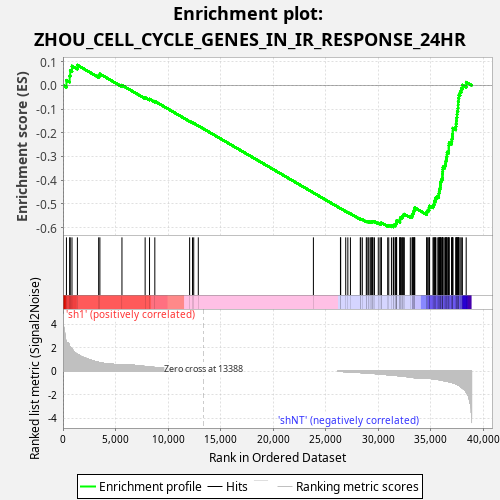 Enrichment plot:
ZHOU_CELL_CYCLE_GENES_IN_IR_RESPONSE_24HR
Enrichment score (ES)
0.1
0.0
-0.1
-0.2
-0.3
-0.4
-0.5
-0.6
'sh1' (positively correlated)
Ranked list metric (Signal2Noise)
4
2
0
-2
-4
Zero cross at 13388
'shNT' (negatively correlated)
0
5,000
10,000
15,000
20,000
25,000
30,000
35,000
40,000
Rank in Ordered Dataset
Enrichment profile
Hits
Ranking metric scores